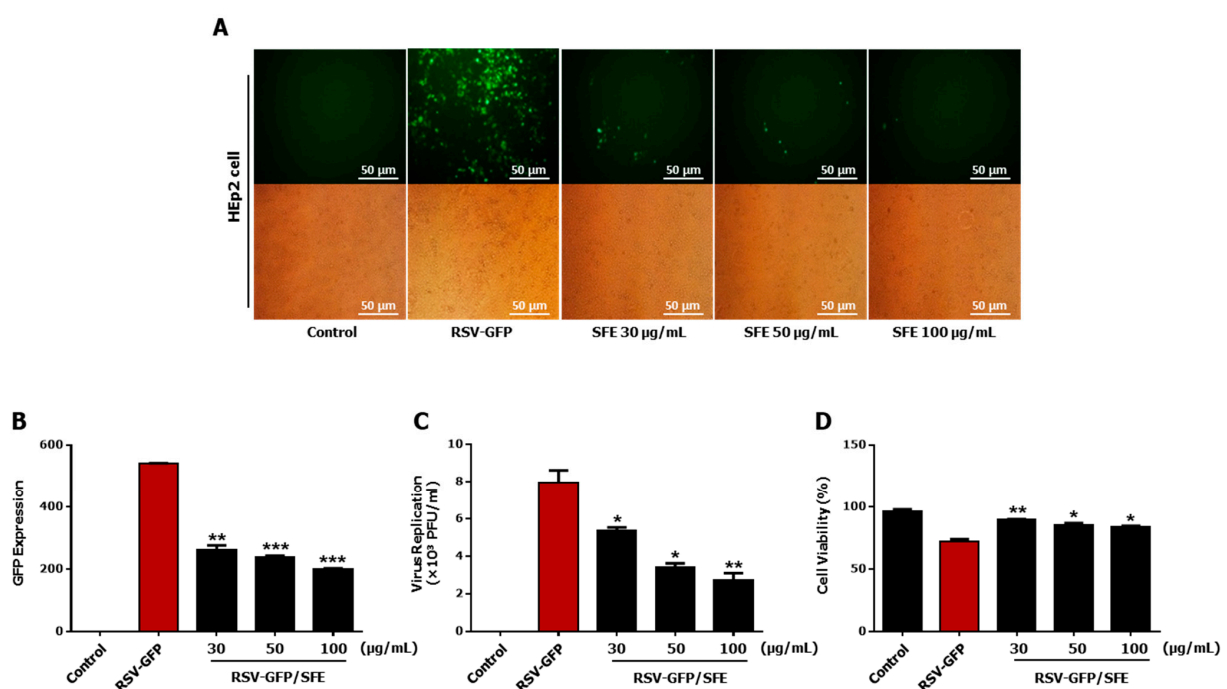 A
HEp2 cell
50 µm 50 µm 50 µm 50 µm 50 µm
50 µm 50 µm 50 µm 50 µm 50 µm
Control RSV-GFP SFE 30 µg/mL SFE 50 µg/mL SFE 100 µg/mL
B
GFP Expression
600
400
200
0
Control RSV-GFP 30 50 100 (µg/mL)
RSV-GFP/SFE
** *** ***
C
Virus Replication
(×10³ PFU/ml)
10
8
6
4
2
0
Control RSV-GFP 30 50 100 (µg/mL)
RSV-GFP/SFE
* * **
D
Cell Viability (%)
150
100
50
0
Control RSV-GFP 30 50 100 (µg/mL)
RSV-GFP/SFE
** * *